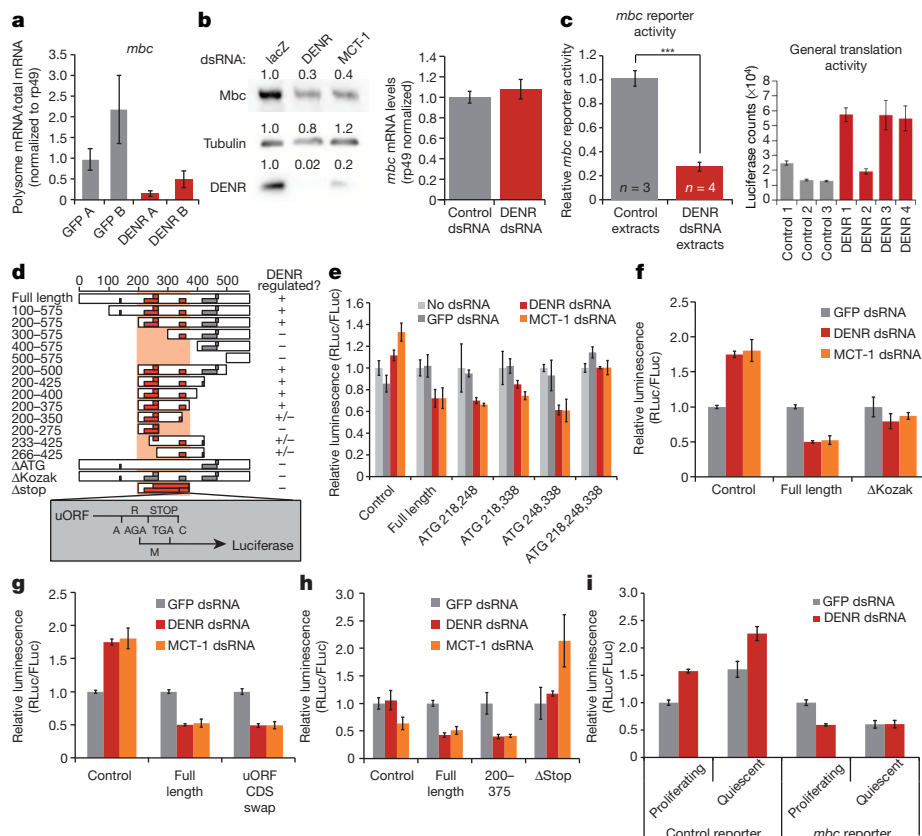 a
mbc
Polysome mRNA/total mRNA
(normalized to rp49)
3.5
3.0
2.5
2.0
1.5
1.0
0.5
0
GFP A
GFP B
DENR A
DENR B
b
dsRNA:
lacZ
DENR
MCT-1
1.0 0.3 0.4
Mbc
1.0 0.8 1.2
Tubulin
1.0 0.02 0.2
DENR
mbc mRNA levels
(rp49 normalized)
1.4
1.2
1.0
0.8
0.6
0.4
0.2
0
Control
dsRNA
DENR
dsRNA
c
mbc reporter
activity
Relative mbc reporter activity
1.2
1.0
0.8
0.6
0.4
0.2
0
***
n = 3
n = 4
Control
extracts
DENR
dsRNA
extracts
General translation
activity
Luciferase counts (×10⁴)
8
7
6
5
4
3
2
1
0
Control 1
Control 2
Control 3
DENR 1
DENR 2
DENR 3
DENR 4
d
0 100 200 300 400 500
DENR
regulated?
Full length +
100–575 +
200–575 +
300–575 –
400–575 –
500–575 –
200–500 +
200-425 +
200–400 +
200–375 +
200–350 +/–
200–275 –
233–425 +/–
266–425 +/–
ΔATG –
ΔKozak –
Δstop –
R STOP
uORF
A AGA TGA C
Luciferase
M
e
Relative luminescence (RLuc/FLuc)
1.6
1.4
1.2
1.0
0.8
0.6
0.4
0.2
0
No dsRNA
GFP dsRNA
DENR dsRNA
MCT-1 dsRNA
Control
Full length
ATG 218,248
ATG 218,338
ATG 248,338
ATG 218,248,338
f
Relative luminescence
(RLuc/FLuc)
2.5
2.0
1.5
1.0
0.5
0
GFP dsRNA
DENR dsRNA
MCT-1 dsRNA
Control
Full length
ΔKozak
g
Relative luminescence
(RLuc/FLuc)
2.5
2.0
1.5
1.0
0.5
0
GFP dsRNA
DENR dsRNA
MCT-1 dsRNA
Control
Full
length
uORF
CDS
swap
h
Relative luminescence
(RLuc/FLuc)
3.0
2.5
2.0
1.5
1.0
0.5
0
GFP dsRNA
DENR dsRNA
MCT-1 dsRNA
Control
Full
length
200–
375
ΔStop
i
Relative luminescence
(RLuc/FLuc)
3.0
2.5
2.0
1.5
1.0
0.5
0
GFP dsRNA
DENR dsRNA
Proliferating
Quiescent
Proliferating
Quiescent
Control reporter
mbc reporter